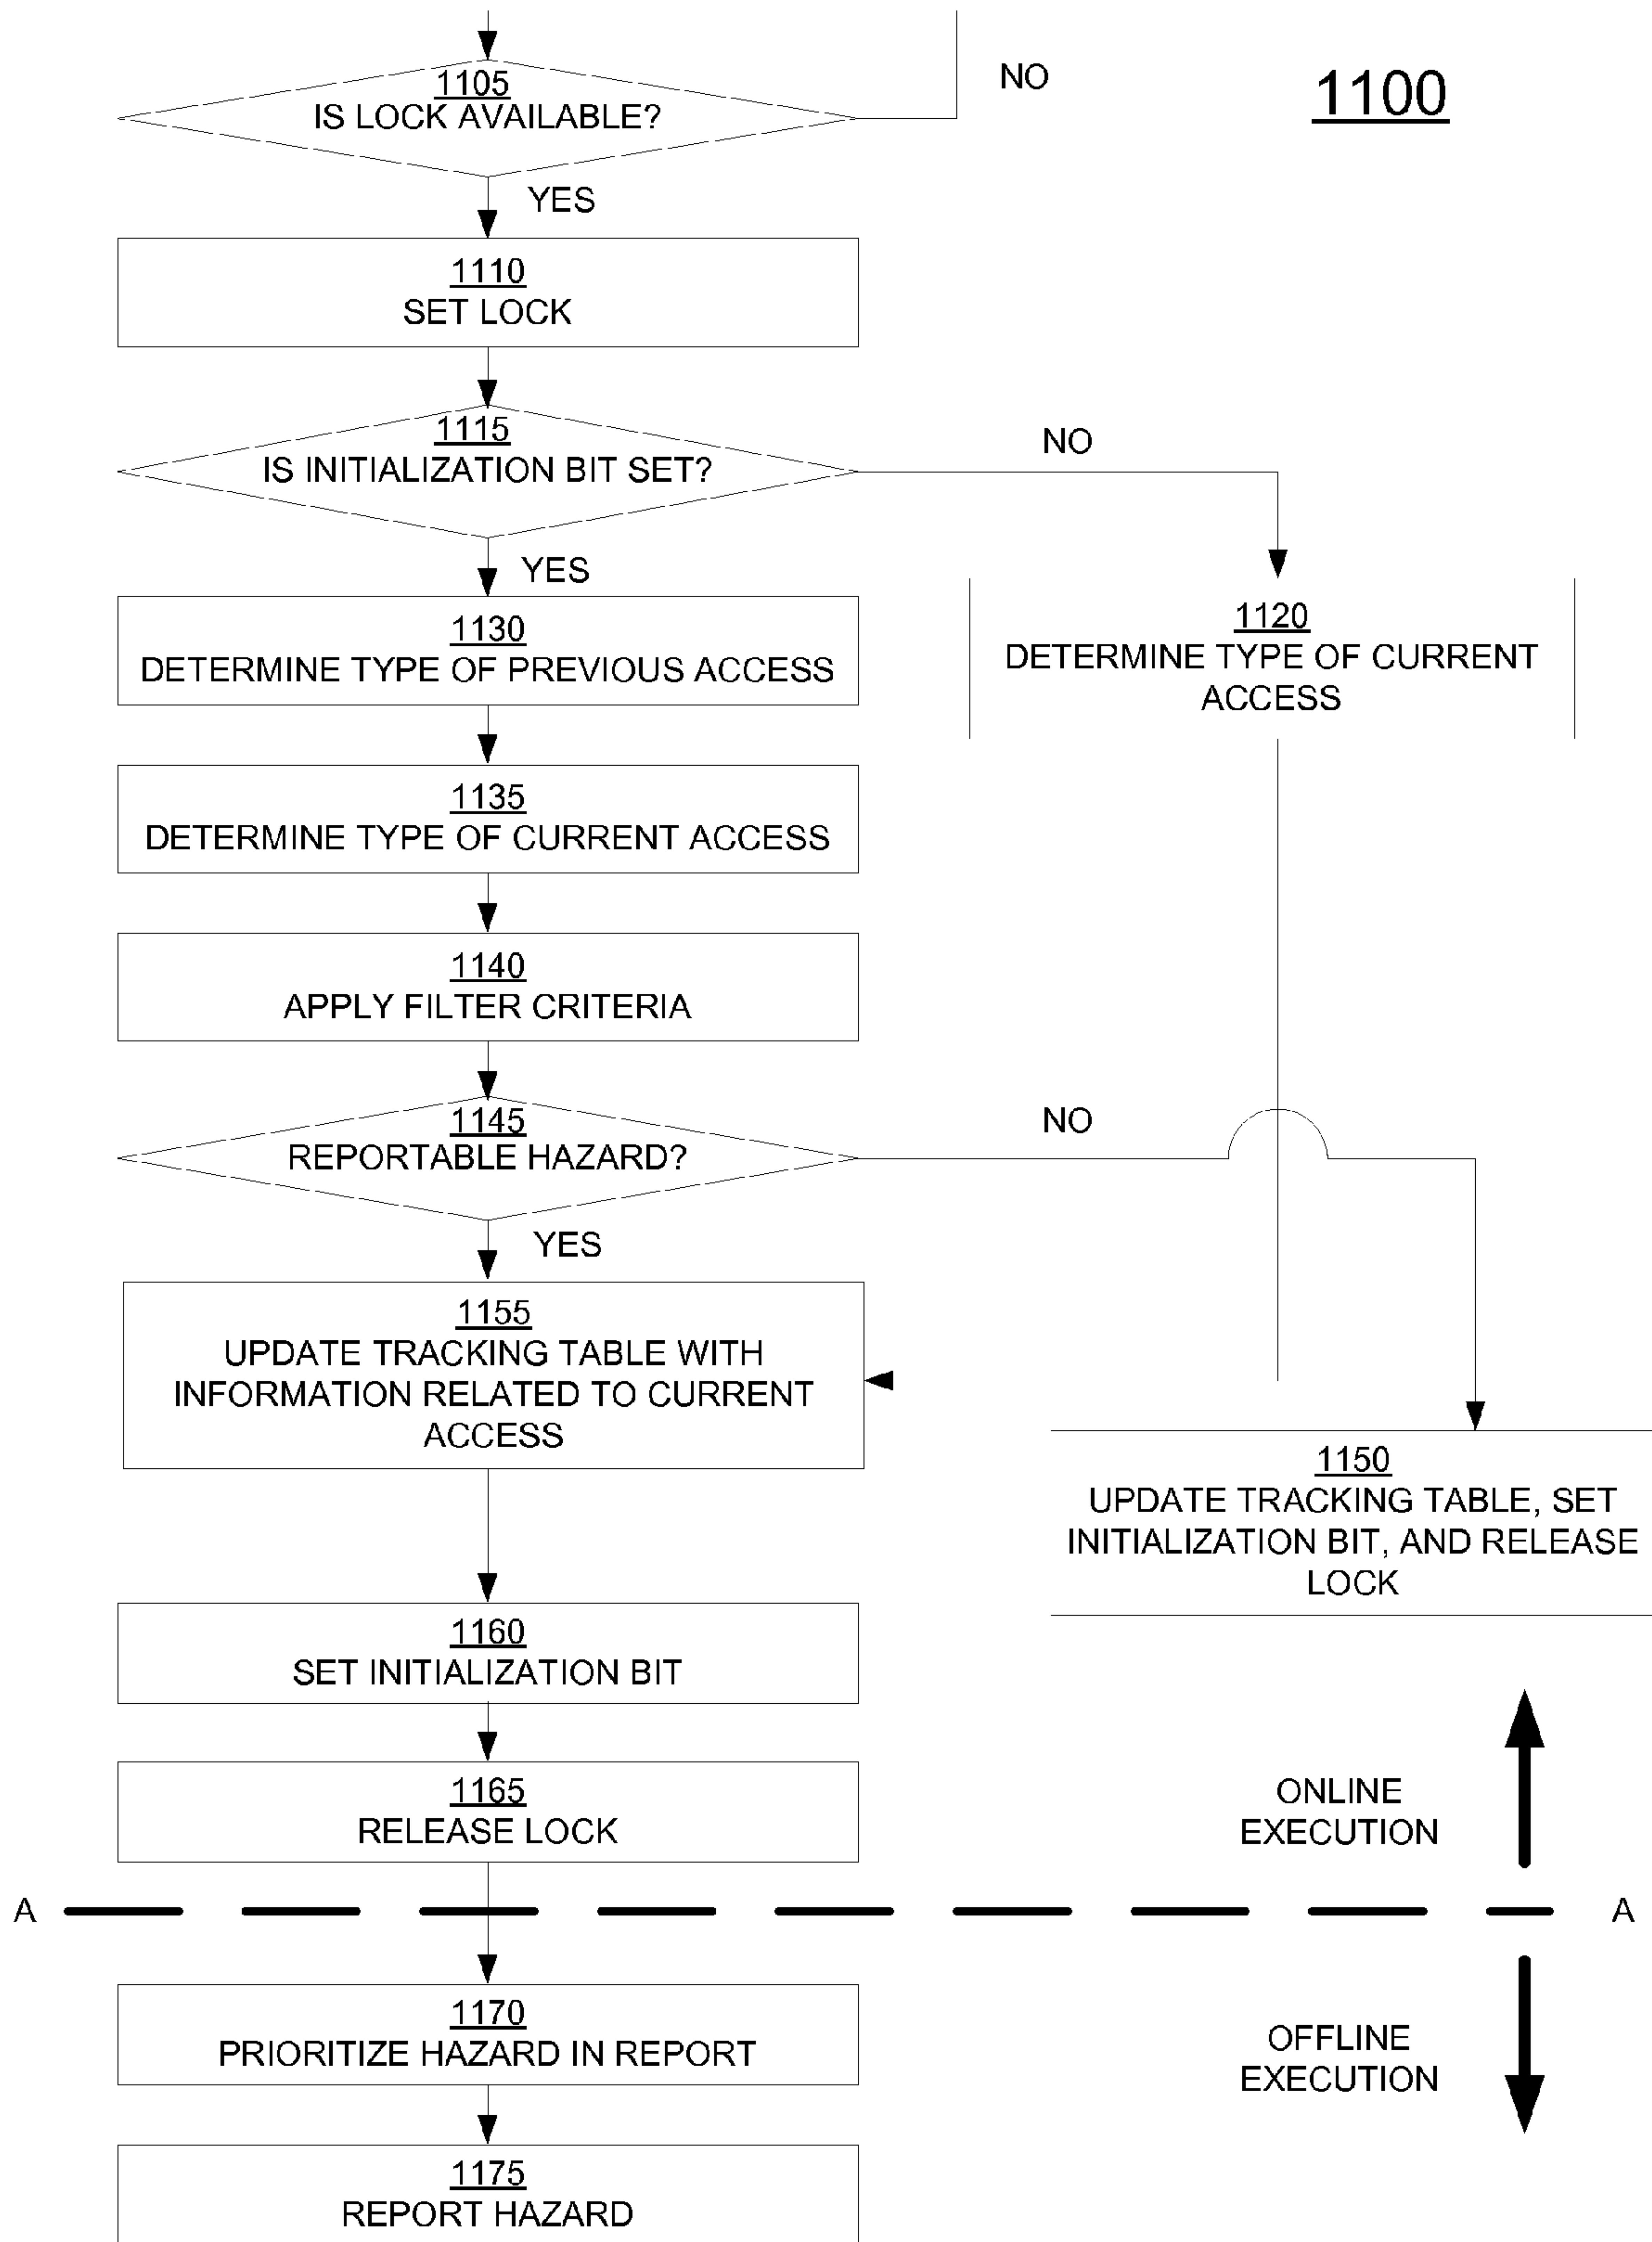 1100
1105
IS LOCK AVAILABLE?
NO
YES
1110
SET LOCK
1115
IS INITIALIZATION BIT SET?
NO
YES
1130
DETERMINE TYPE OF PREVIOUS ACCESS
1120
DETERMINE TYPE OF CURRENT
ACCESS
1135
DETERMINE TYPE OF CURRENT ACCESS
1140
APPLY FILTER CRITERIA
1145
REPORTABLE HAZARD?
NO
YES
1155
UPDATE TRACKING TABLE WITH
INFORMATION RELATED TO CURRENT
ACCESS
1150
UPDATE TRACKING TABLE, SET
INITIALIZATION BIT, AND RELEASE
LOCK
1160
SET INITIALIZATION BIT
1165
RELEASE LOCK
ONLINE
EXECUTION
A
A
1170
PRIORITIZE HAZARD IN REPORT
OFFLINE
EXECUTION
1175
REPORT HAZARD